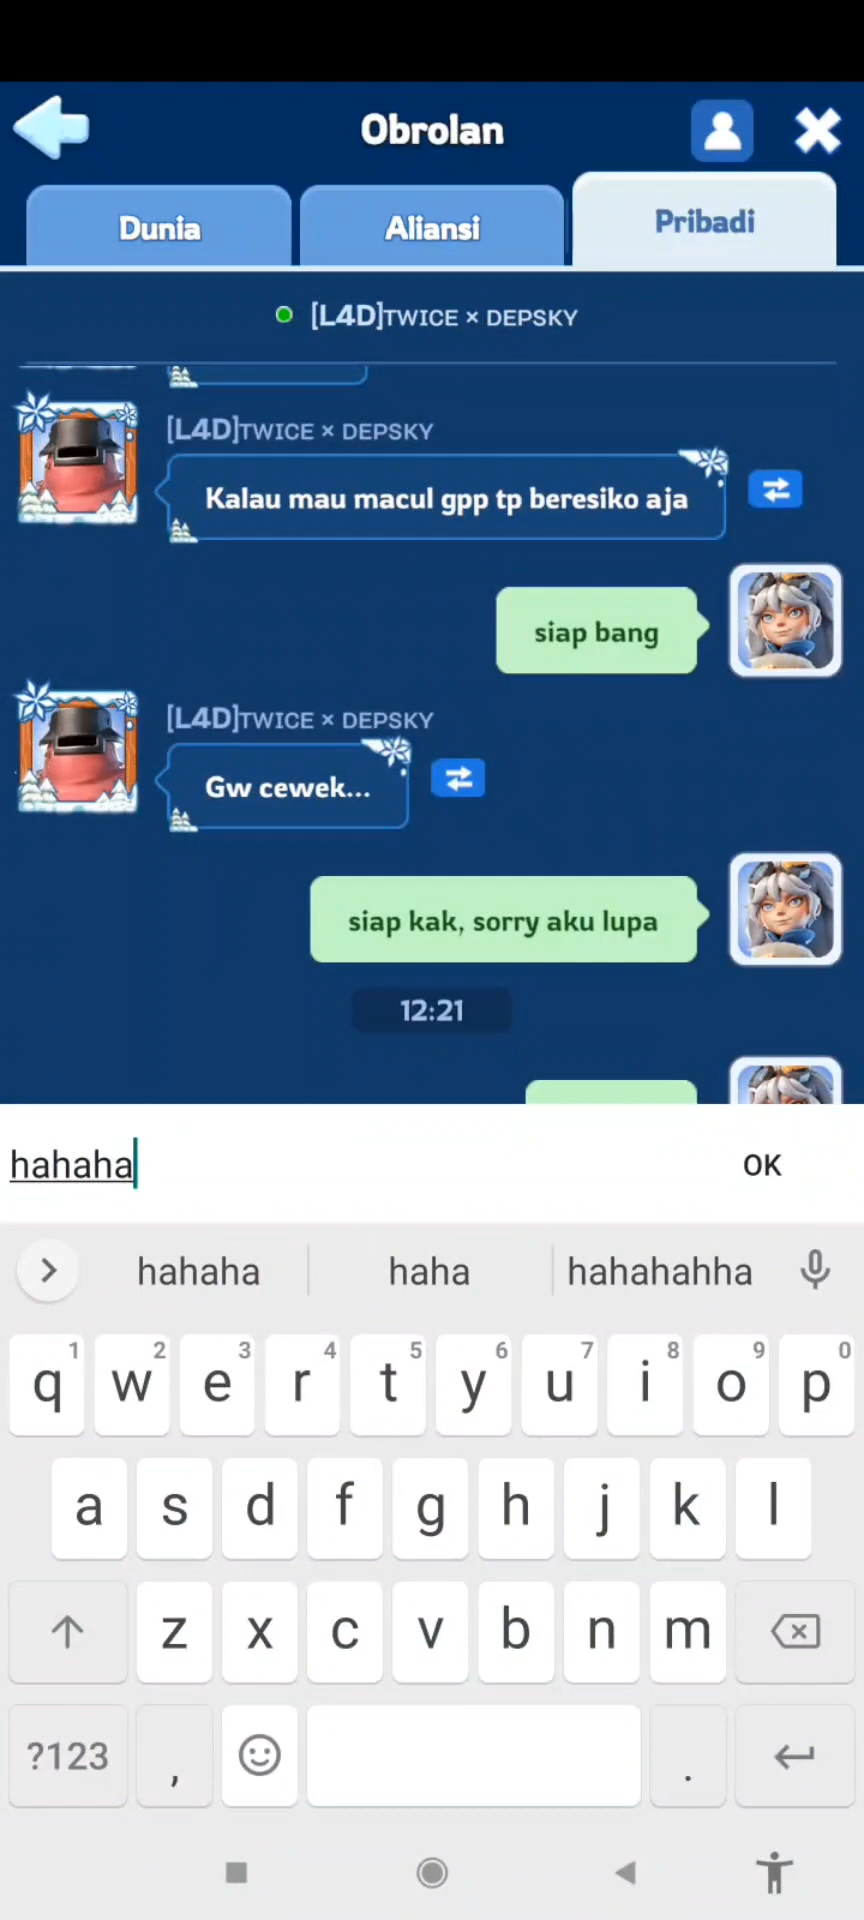 Obrolan
Dunia
Aliansi
Pribadi
[L4D]TWICE × DEPSKY
[L4D]TWICE × DEPSKY
Kalau mau macul gpp tp beresiko aja
siap bang
[L4D]TWICE × DEPSKY
Gw cewek...
siap kak, sorry aku lupa
12:21
hahaha
OK
hahaha haha hahahahha
1 2 3 4 5 6 7 8 9 0
q w e r t y u i o p
a s d f g h j k l
z x c v b n m
?123 , .